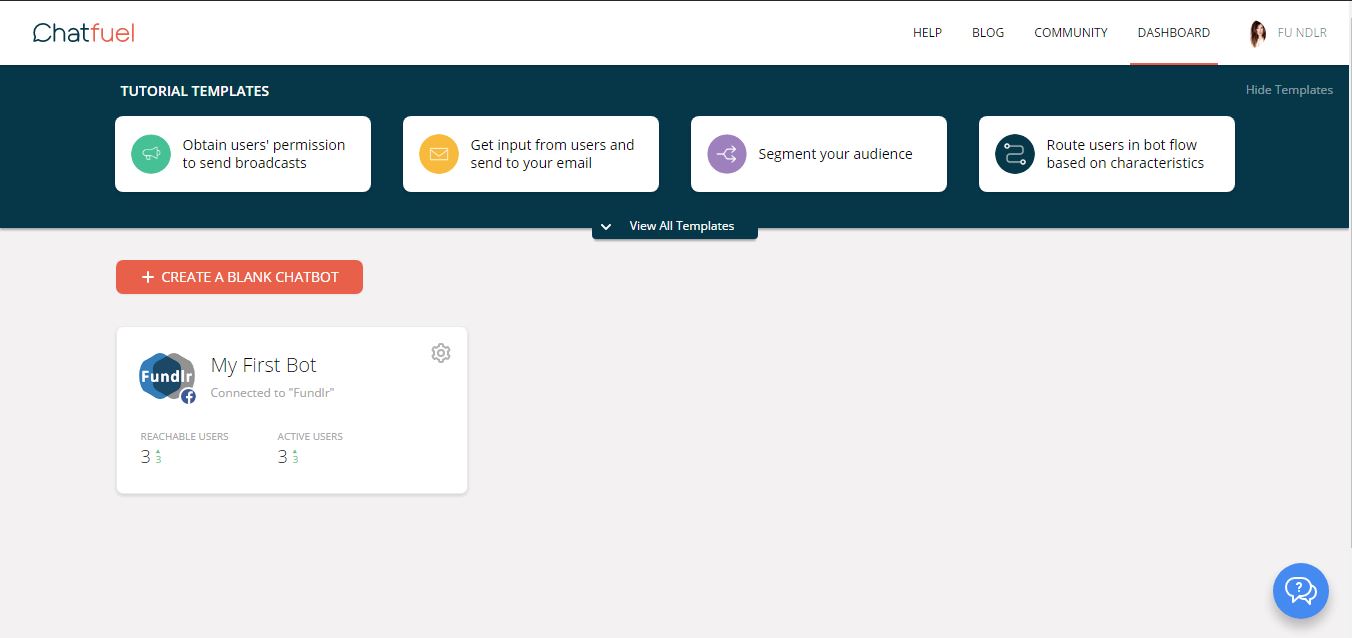 Chatfuel
HELP
BLOG
COMMUNITY
DASHBOARD
FU NDLR
TUTORIAL TEMPLATES
Hide Templates
Obtain users' permission
to send broadcasts
Get input from users and
send to your email
Segment your audience
Route users in bot flow
based on characteristics
View All Templates
+ CREATE A BLANK CHATBOT
Fundlr
My First Bot
Connected to "Fundlr"
REACHABLE USERS
3 3
ACTIVE USERS
3 3